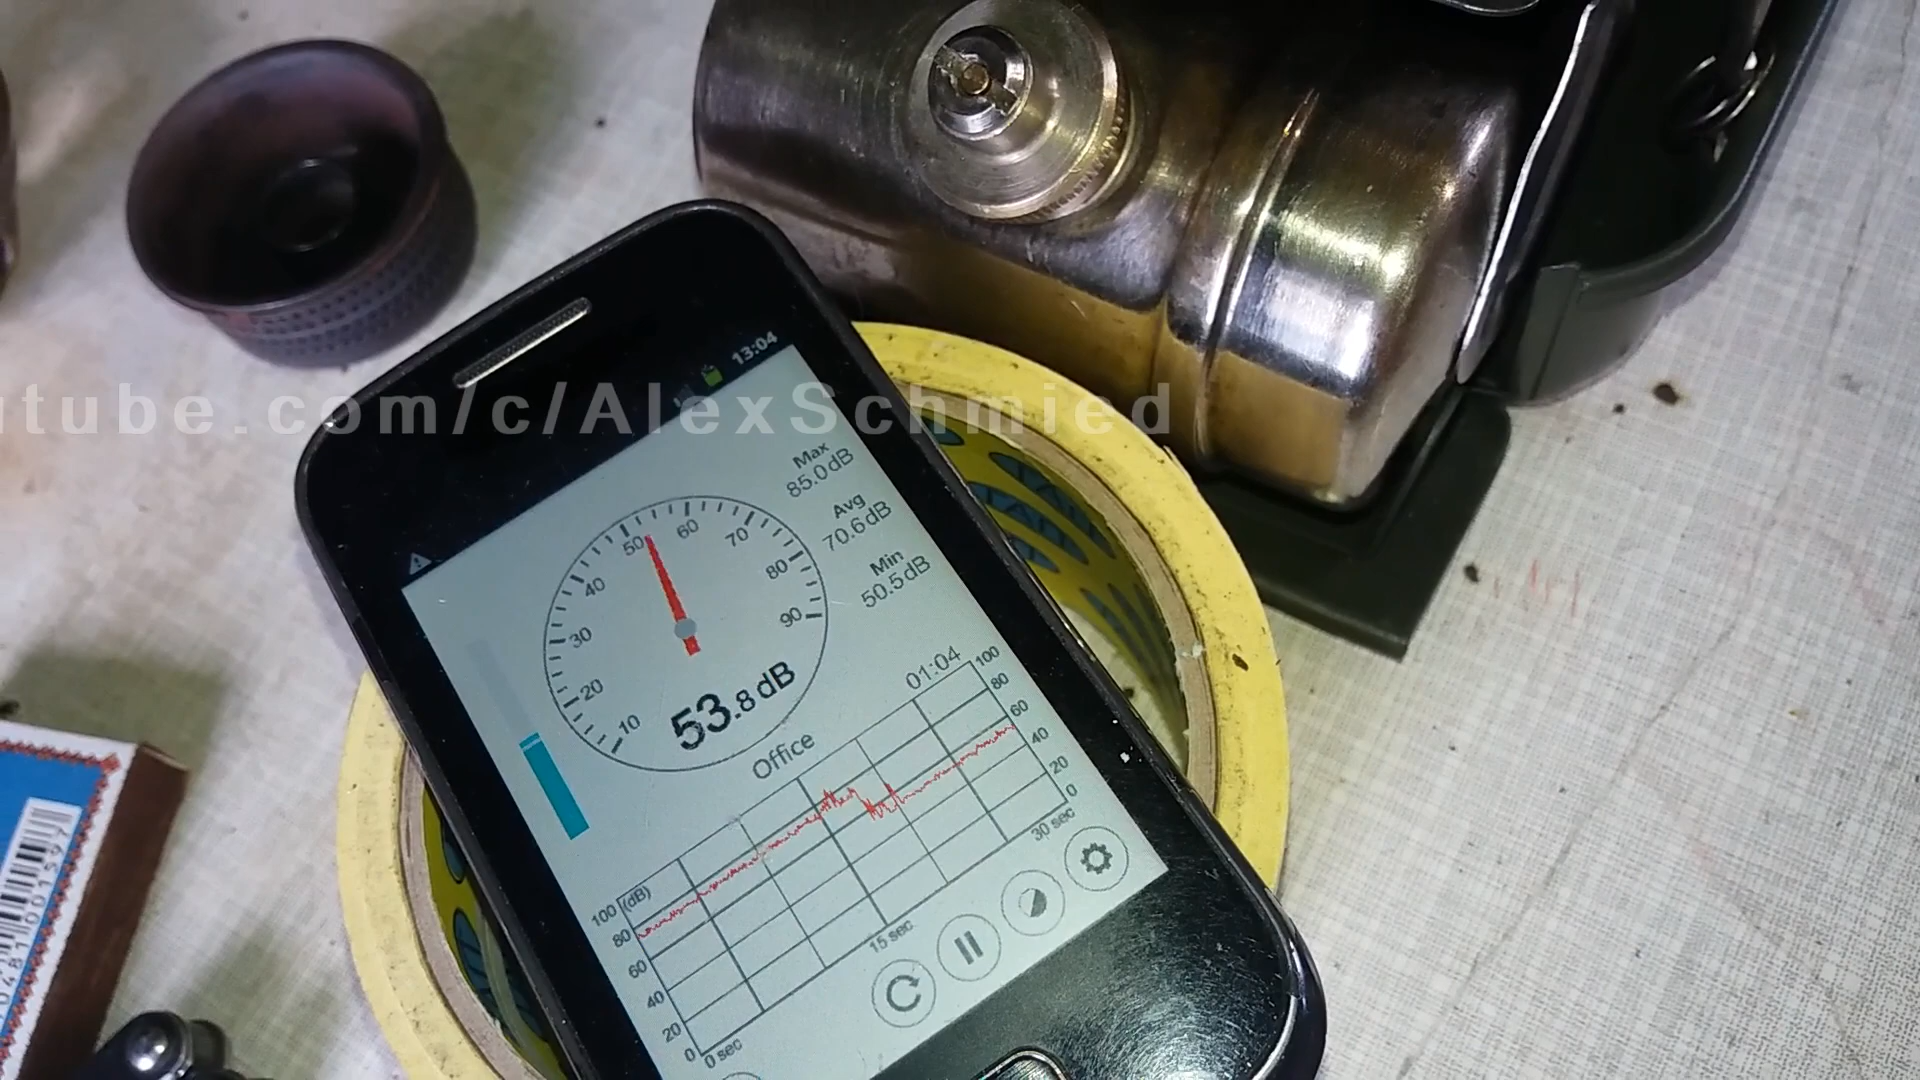 13:04
utube.com/c/AlexSchmied
Max
85.0dB
Avg
70.6dB
Min
50.5dB
10
20
30
40
50
60
70
80
90
53.8dB
Office
01:04
100
80
60
40
20
0
100 (dB)
80
60
40
20
0
0 sec
15 sec
30 sec